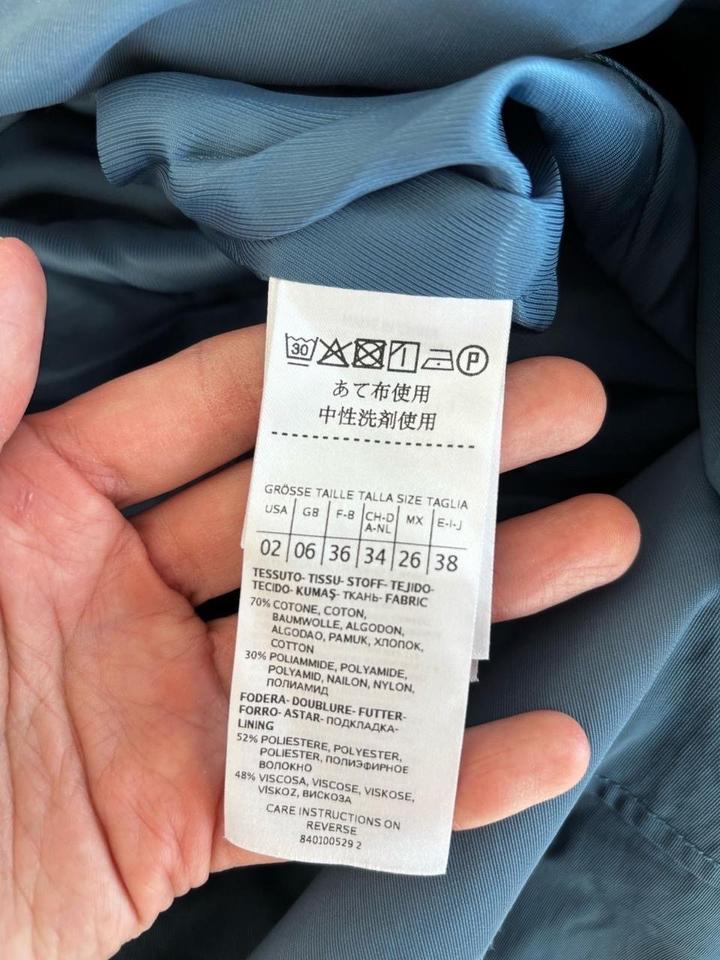 30
P
あて布使用
中性洗剤使用
GRÖSSE TAILLE TALLA SIZE TAGLIA
USA GB F-B CH-D A-NL MX E-I-J
02 06 36 34 26 38
TESSUTO- TISSU- STOFF- TEJIDO-
TECIDO- KUMAŞ- ТКАНЬ- FABRIC
70% COTONE, COTON,
BAUMWOLLE, ALGODON,
ALGODAO, PAMUK, ХЛОПОК,
COTTON
30% POLIAMMIDE, POLYAMIDE,
POLYAMID, NAILON, NYLON,
ПОЛИАМИД
FODERA- DOUBLURE- FUTTER-
FORRO- ASTAR- ПОДКЛАДКА-
LINING
52% POLIESTERE, POLYESTER,
POLIESTER, ПОЛИЭФИРНОЕ
ВОЛОКНО
48% VISCOSA, VISCOSE, VISKOSE,
VİSKOZ, ВИСКОЗА
CARE INSTRUCTIONS ON
REVERSE
840100529 2